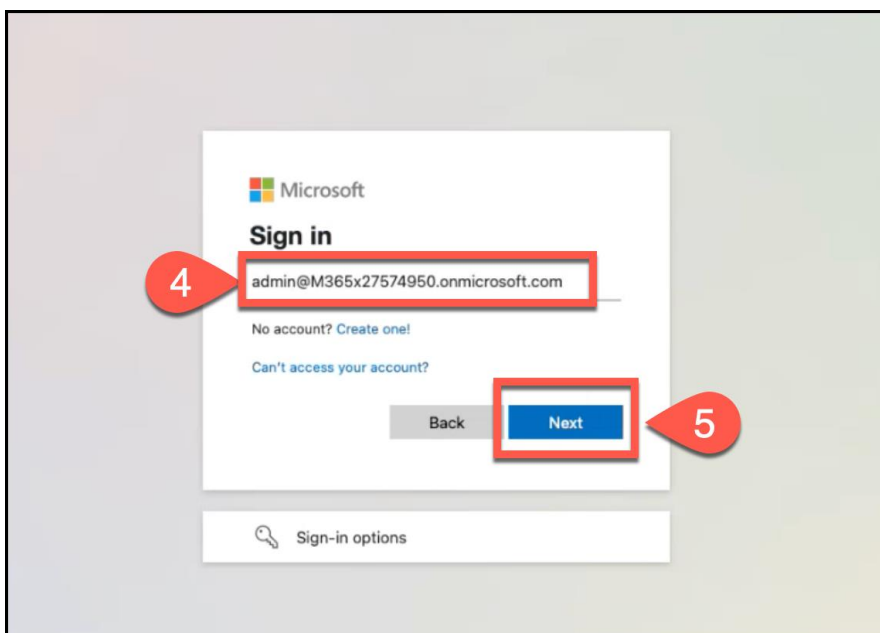 Microsoft
Sign in
4
admin@M365x27574950.onmicrosoft.com
No account? Create one!
Can't access your account?
Back
Next
5
Sign-in options